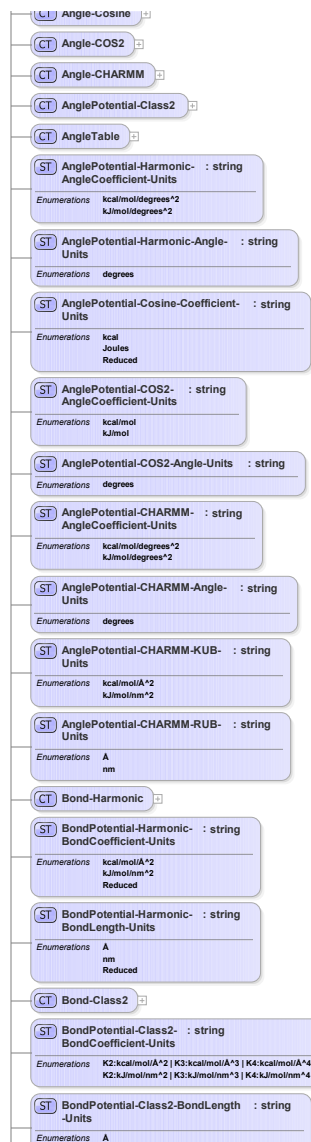 CT Angle-Cosine
CT Angle-COS2
CT Angle-CHARMM
CT AnglePotential-Class2
CT AngleTable
ST AnglePotential-Harmonic- : string
AngleCoefficient-Units
Enumerations kcal/mol/degrees^2
kJ/mol/degrees^2
ST AnglePotential-Harmonic-Angle- : string
Units
Enumerations degrees
ST AnglePotential-Cosine-Coefficient- : string
Units
Enumerations kcal
Joules
Reduced
ST AnglePotential-COS2- : string
AngleCoefficient-Units
Enumerations kcal/mol
kJ/mol
ST AnglePotential-COS2-Angle-Units : string
Enumerations degrees
ST AnglePotential-CHARMM- : string
AngleCoefficient-Units
Enumerations kcal/mol/degrees^2
kJ/mol/degrees^2
ST AnglePotential-CHARMM-Angle- : string
Units
Enumerations degrees
ST AnglePotential-CHARMM-KUB- : string
Units
Enumerations kcal/mol/Å^2
kJ/mol/nm^2
ST AnglePotential-CHARMM-RUB- : string
Units
Enumerations Å
nm
CT Bond-Harmonic
ST BondPotential-Harmonic- : string
BondCoefficient-Units
Enumerations kcal/mol/Å^2
kJ/mol/nm^2
Reduced
ST BondPotential-Harmonic- : string
BondLength-Units
Enumerations Å
nm
Reduced
CT Bond-Class2
ST BondPotential-Class2- : string
BondCoefficient-Units
Enumerations K2:kcal/mol/Å^2 | K3:kcal/mol/Å^3 | K4:kcal/mol/Å^4
K2:kJ/mol/nm^2 | K3:kJ/mol/nm^3 | K4:kJ/mol/nm^4
ST BondPotential-Class2-BondLength : string
-Units
Enumerations Å